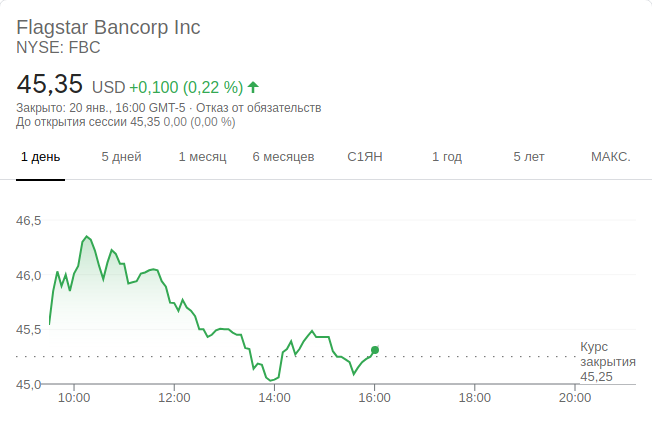 Flagstar Bancorp Inc
NYSE: FBC
45,35 USD +0,100 (0,22 %)
Закрыто: 20 янв., 16:00 GMT-5 · Отказ от обязательств
До открытия сессии 45,35 0,00 (0,00 %)
1 день 5 дней 1 месяц 6 месяцев С1ЯН 1 год 5 лет МАКС.
46,5
46,0
45,5
Курс
закрытия
45,25
45,0
10:00 12:00 14:00 16:00 18:00 20:00